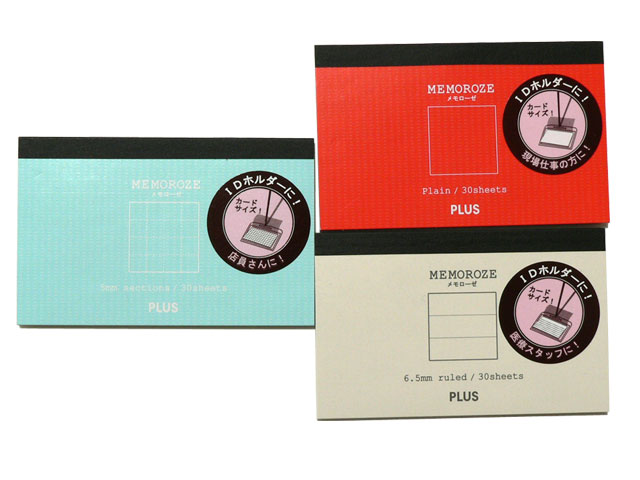 MEMOROZE
メモローゼ
5mm sections / 30sheets
PLUS
IDホルダーに!
カード
サイズ!
店員さんに!
MEMOROZE
メモローゼ
Plain / 30sheets
PLUS
IDホルダーに!
カード
サイズ!
現場仕事の方に!
MEMOROZE
メモローゼ
6.5mm ruled / 30sheets
PLUS
IDホルダーに!
カード
サイズ!
医療スタッフに!